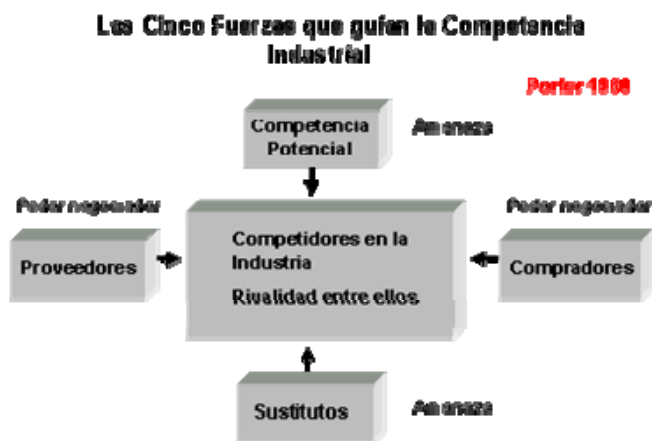 Las Cinco Fuerzas que guían la Competencia
Industrial
Porter
Competencia
Potencial
Amenaza
Poder negociador
Poder negociador
Proveedores
Competidores en la
Industria
Rivalidad entre ellos
Compradores
Sustitutos
Amenaza